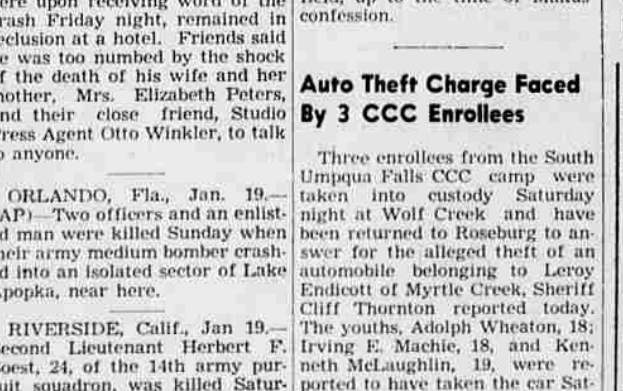 ere upon receiving word of the
rash Friday night, remained in
eclusion at a hotel. Friends said
e was too numbed by the shock
f the death of his wife and her
mother, Mrs. Elizabeth Peters,
nd their close friend, Studio
ress Agent Otto Winkler, to talk
o anyone.
ORLANDO, Fla., Jan. 19.—
AP)—Two officers and an enlist-
d man were killed Sunday when
heir army medium bomber crash-
d into an isolated sector of Lake
popka, near here.
RIVERSIDE, Calif., Jan 19.—
econd Lieutenant Herbert F.
oest, 24, of the 14th army pur-
uit squadron, was killed Satur-
held, up to the time of
confession.
Auto Theft Charge Faced
By 3 CCC Enrollees
Three enrollees from the South
Umpqua Falls CCC camp were
taken into custody Saturday
night at Wolf Creek and have
been returned to Roseburg to an-
swer for the alleged theft of an
automobile belonging to Leroy
Endicott of Myrtle Creek, Sheriff
Cliff Thornton reported today.
The youths, Adolph Wheaton, 18;
Irving E. Machie, 18, and Ken-
neth McLaughlin, 19, were re-
ported to have taken the car Sat-